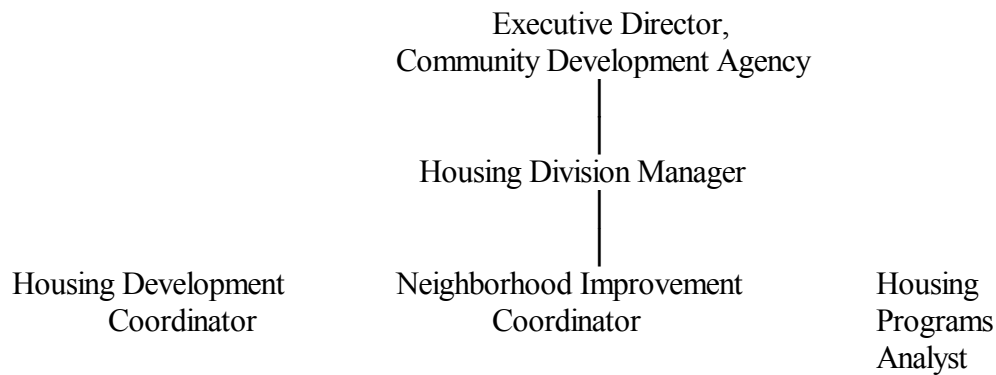 Executive Director,
Community Development Agency
Housing Division Manager
Housing Development
Coordinator
Neighborhood Improvement
Coordinator
Housing
Programs
Analyst